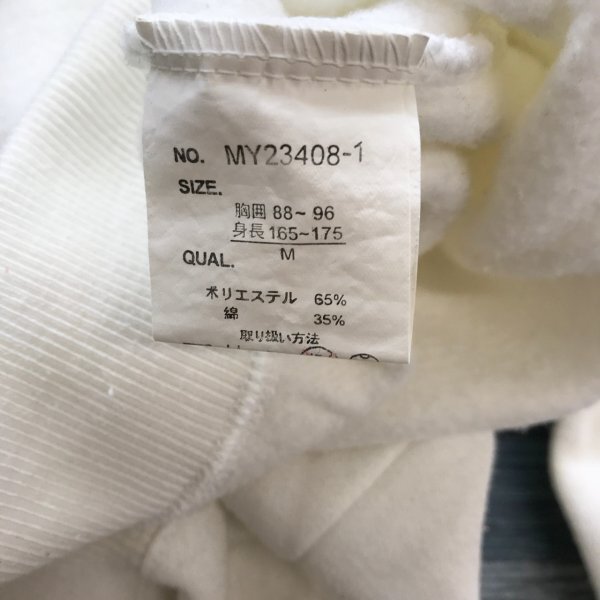 NO. MY23408-1
SIZE.
胸囲 88~96
身長 165~175
M
QUAL.
ポリエステル 65%
綿 35%
取り扱い方法